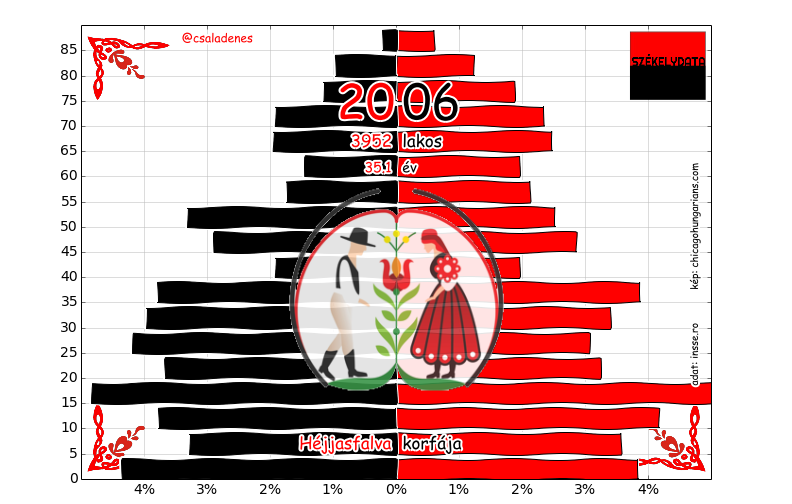 @csaladenes
SZÉKELYDATA
2006
3952 lakos
35.1 év
kép: chicagohungarians.com
adat: insse.ro
Héjjasfalva korfája
85
80
75
70
65
60
55
50
45
40
35
30
25
20
15
10
5
0
4% 3% 2% 1% 0% 1% 2% 3% 4%